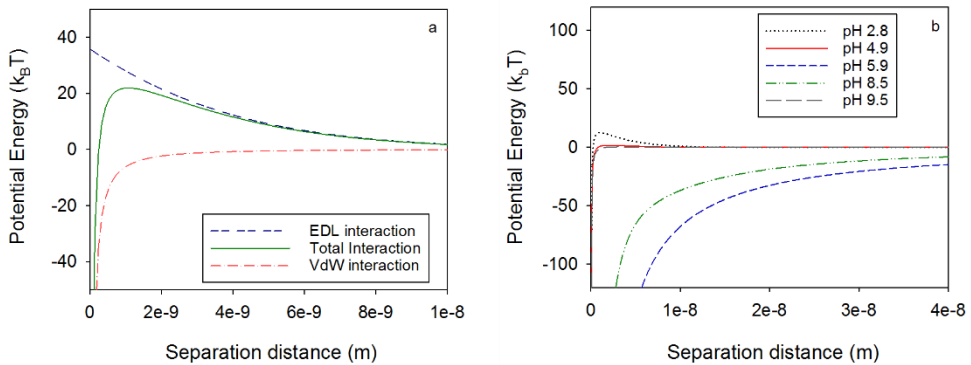 a
Potential Energy (k_BT)
40
20
0
-20
-40
EDL interaction
Total Interaction
VdW interaction
0 2e-9 4e-9 6e-9 8e-9 1e-8
Separation distance (m)
b
Potential Energy (k_bT)
100
50
0
-50
-100
pH 2.8
pH 4.9
pH 5.9
pH 8.5
pH 9.5
0 1e-8 2e-8 3e-8 4e-8
Separation distance (m)